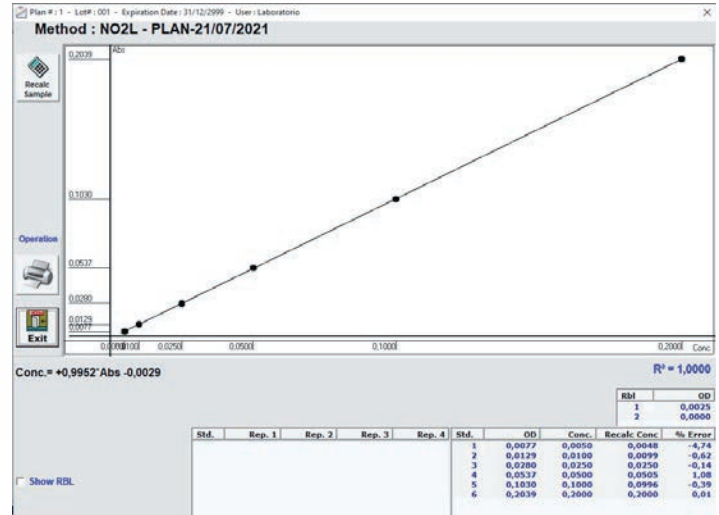 Plan # : 1 - Lot# : 001 - Expiration Date : 31/12/2999 - User : Laboratorio
Method : NO2L - PLAN-21/07/2021
Abs
Recalc
Sample
0,2039
0,1030
0,0537
0,0280
0,0129
0,0077
Operation
Exit
0,0250
0,0500
0,1000
0,2000
Conc
Conc.= +0,9952*Abs -0,0029
R² = 1,0000
Rbl OD
1 0,0025
2 0,0000
Std. Rep. 1 Rep. 2 Rep. 3 Rep. 4 Std. OD Conc. Recalc Conc % Error
1 0,0077 0,0050 0,0048 -4,74
2 0,0129 0,0100 0,0099 -0,62
3 0,0280 0,0250 0,0250 -0,14
4 0,0537 0,0500 0,0505 1,08
5 0,1030 0,1000 0,0996 -0,39
6 0,2039 0,2000 0,2000 0,01
Show RBL